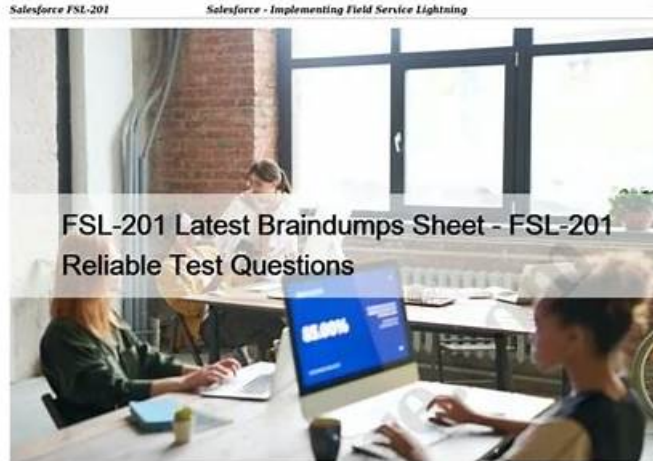 Salesforce FSL-201
Salesforce - Implementing Field Service Lightning
FSL-201 Latest Braindumps Sheet - FSL-201
Reliable Test Questions